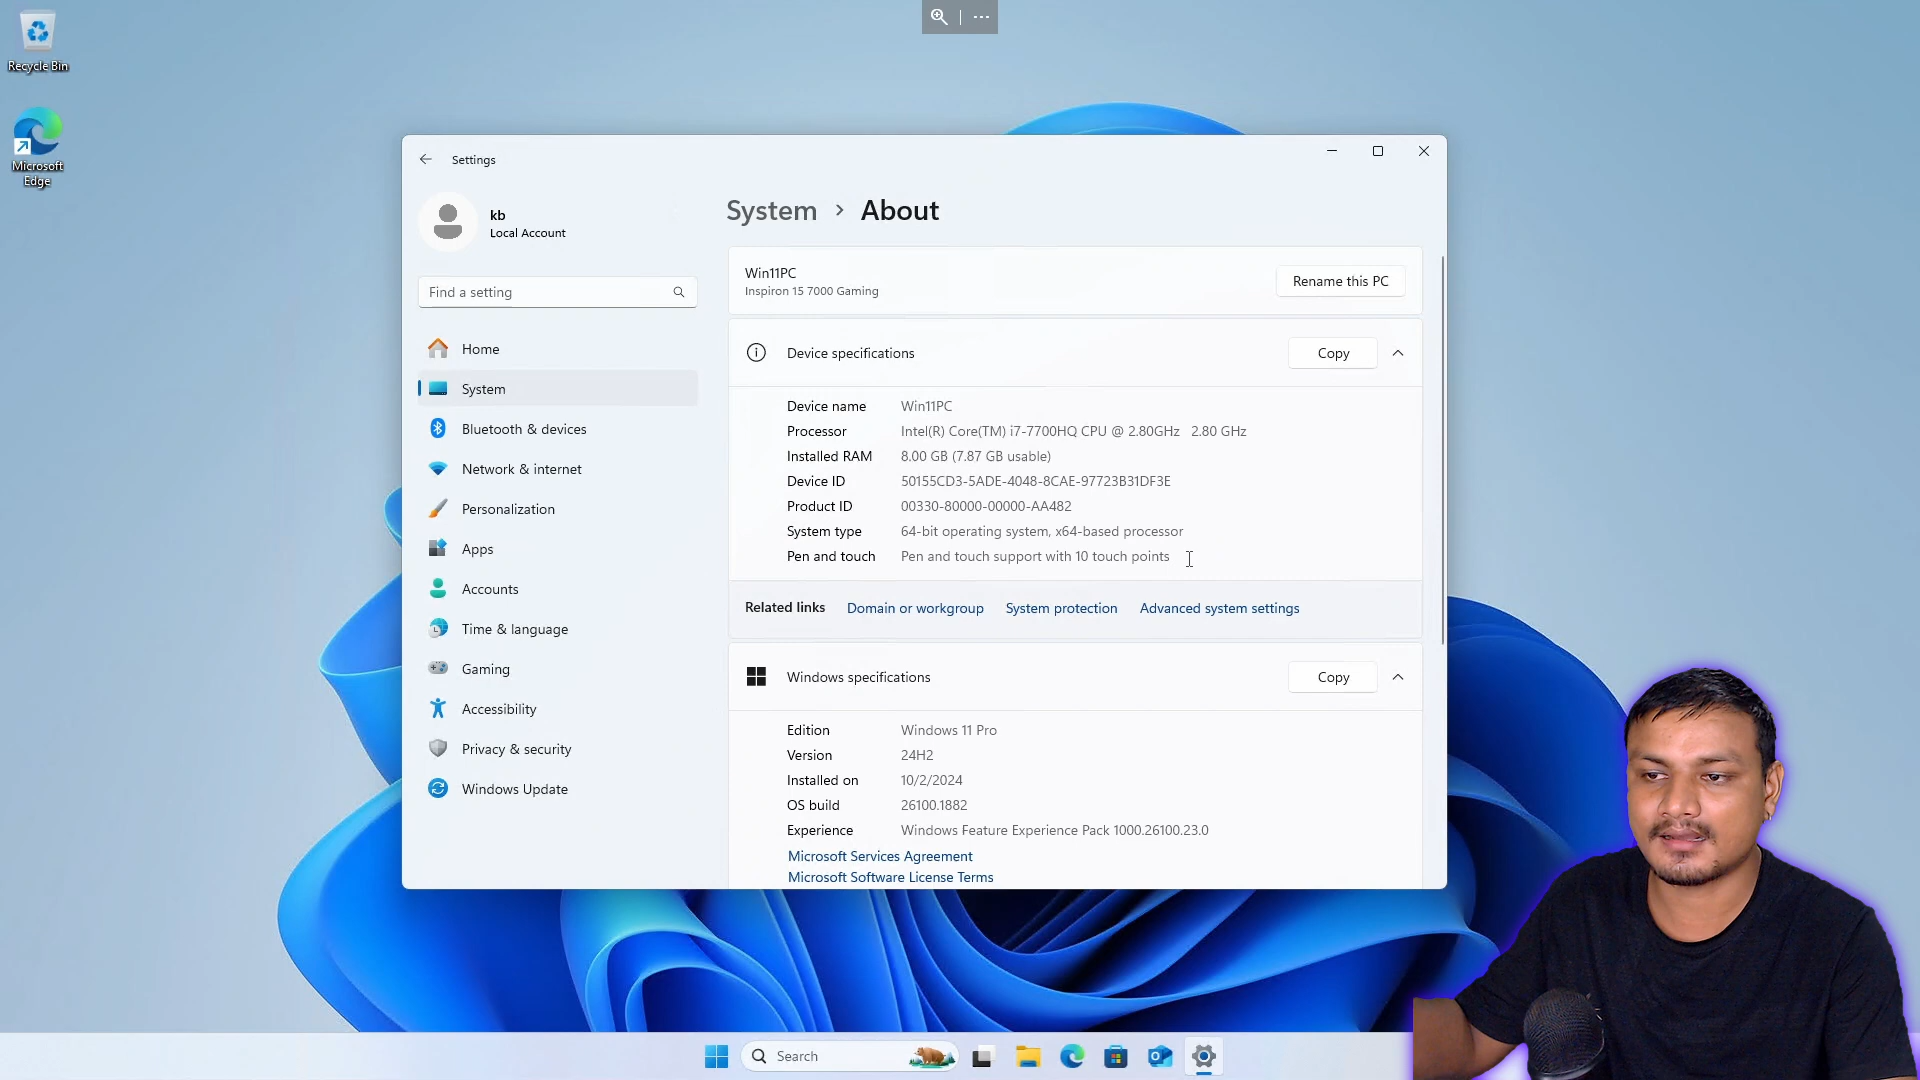 Recycle Bin
Microsoft
Edge
Settings
kb
Local Account
Find a setting
Home
System
Bluetooth & devices
Network & internet
Personalization
Apps
Accounts
Time & language
Gaming
Accessibility
Privacy & security
Windows Update
System > About
Win11PC
Inspiron 15 7000 Gaming
Rename this PC
Device specifications
Copy
Device name Win11PC
Processor Intel(R) Core(TM) i7-7700HQ CPU @ 2.80GHz 2.80 GHz
Installed RAM 8.00 GB (7.87 GB usable)
Device ID 50155CD3-5ADE-4048-8CAE-97723B31DF3E
Product ID 00330-80000-00000-AA482
System type 64-bit operating system, x64-based processor
Pen and touch Pen and touch support with 10 touch points
Related links Domain or workgroup System protection Advanced system settings
Windows specifications
Copy
Edition Windows 11 Pro
Version 24H2
Installed on 10/2/2024
OS build 26100.1882
Experience Windows Feature Experience Pack 1000.26100.23.0
Microsoft Services Agreement
Microsoft Software License Terms
Search